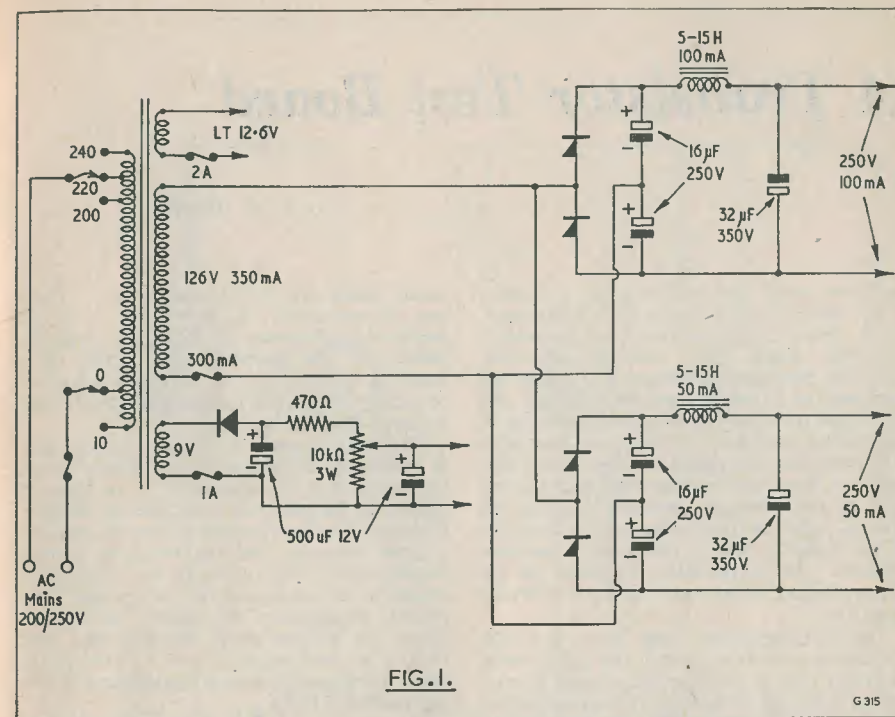 240
220
200
0
10
AC
Mains
200/250V
LT 12·6V
2A
126V 350mA
300mA
9V
1A
+
-
470Ω
10kΩ
3W
+
-
500uF 12V
5-15H
100mA
+
-
16µF
250V
+
-
32µF
350V
250V
100mA
5-15H
50mA
+
-
16µF
250V
+
-
32µF
350V.
250V
50mA
FIG.1.
G315